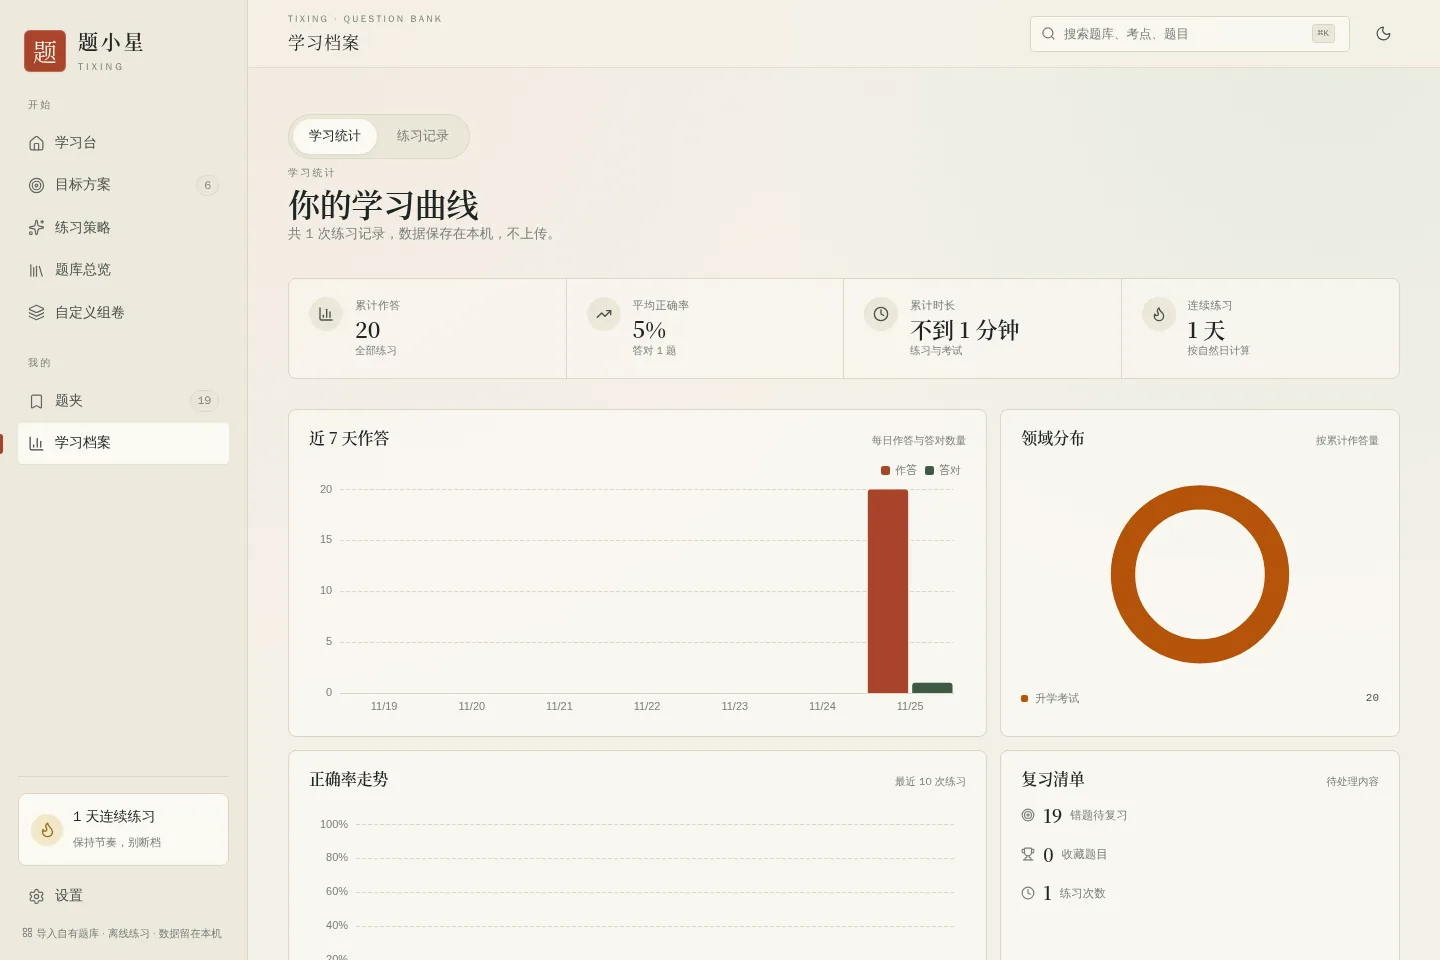 题
题小星
TIXING
开始
学习台
目标方案
6
练习策略
题库总览
自定义组卷
我的
题夹
19
学习档案
1 天连续练习
保持节奏，别断档
设置
导入自有题库 · 离线练习 · 数据留在本机
TIXING · QUESTION BANK
学习档案
搜索题库、考点、题目
⌘K
学习统计
练习记录
学习统计
你的学习曲线
共 1 次练习记录，数据保存在本机，不上传。
累计作答
20
全部练习
平均正确率
5%
答对 1 题
累计时长
不到 1 分钟
练习与考试
连续练习
1 天
按自然日计算
近 7 天作答
每日作答与答对数量
作答
答对
20
15
10
5
0
11/19
11/20
11/21
11/22
11/23
11/24
11/25
领域分布
按累计作答量
升学考试
20
正确率走势
最近 10 次练习
100%
80%
60%
40%
20%
复习清单
待处理内容
19 错题待复习
0 收藏题目
1 练习次数